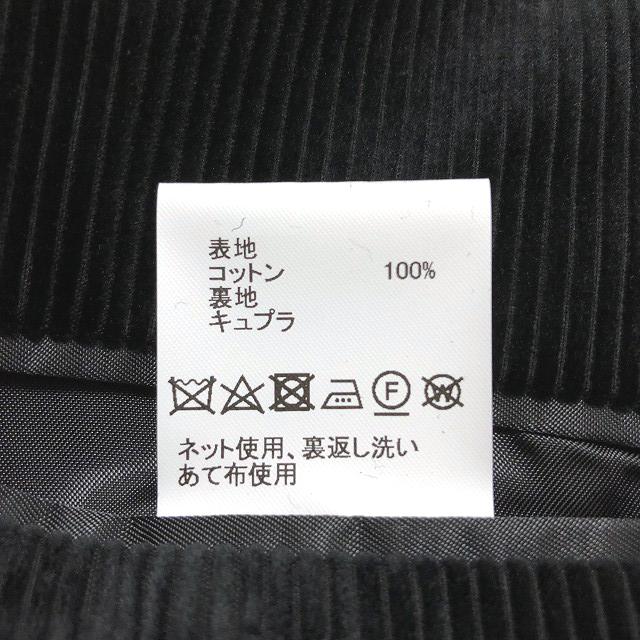 表地
コットン 100%
裏地
キュプラ
F W
ネット使用、裏返し洗い
あて布使用